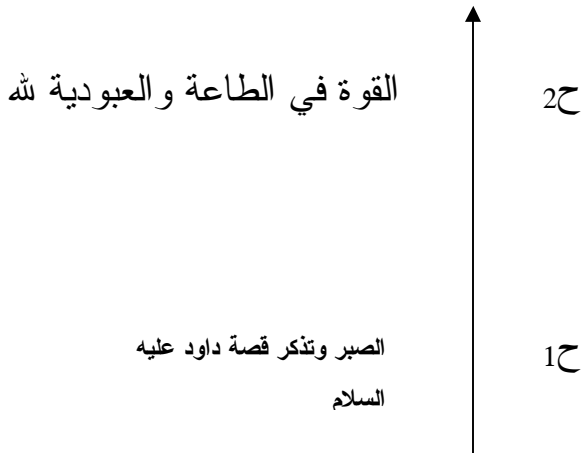 ح2
القوة في الطاعة والعبودية لله
ح1
الصبر وتذكر قصة داود عليه
السلام